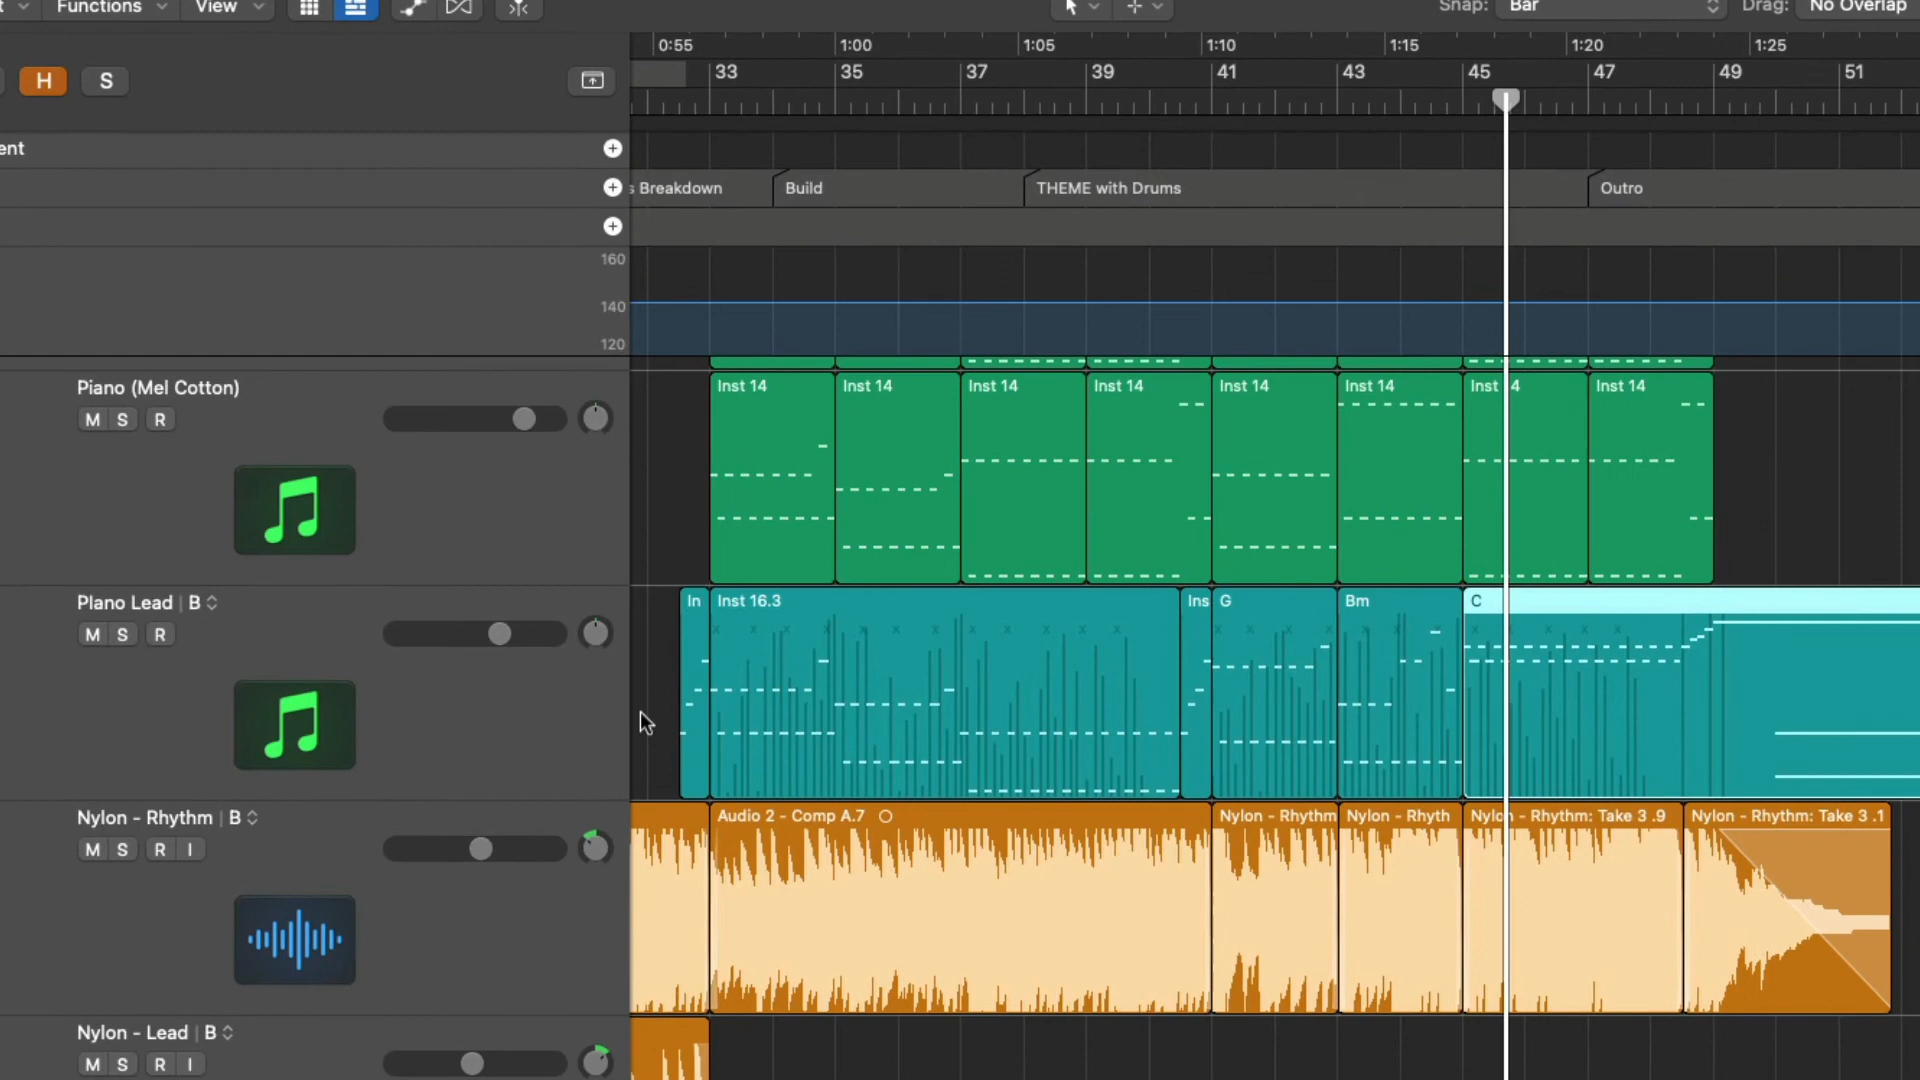 Functions View Snap: Bar Drag: No Overlap
0:55 1:00 1:05 1:10 1:15 1:20 1:25
H S 33 35 37 39 41 43 45 47 49 51
ent
s Breakdown Build THEME with Drums Outro
160
140
120
Piano (Mel Cotton) Inst 14 Inst 14 Inst 14 Inst 14 Inst 14 Inst 14 Inst 4 Inst 14
M S R
Piano Lead B In Inst 16.3 Ins G Bm C
M S R
Nylon - Rhythm B Audio 2 - Comp A.7 Nylon - Rhythm Nylon - Rhyth Nylon - Rhythm: Take 3 .9 Nylon - Rhythm: Take 3 .1
M S R I
Nylon - Lead B
M S R I